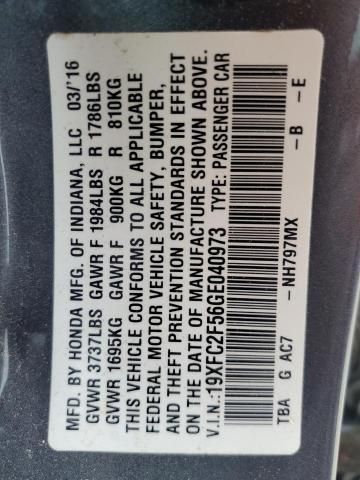 MFD. BY HONDA MFG. OF INDIANA, LLC 03/'16
GVWR 3737LBS GAWR F 1984LBS R 1786LBS
GVWR 1695KG GAWR F 900KG R 810KG
THIS VEHICLE CONFORMS TO ALL APPLICABLE
FEDERAL MOTOR VEHICLE SAFETY, BUMPER,
AND THEFT PREVENTION STANDARDS IN EFFECT
ON THE DATE OF MANUFACTURE SHOWN ABOVE.
V.I.N.:19XFC2F56GE040973 TYPE: PASSENGER CAR
TBA G AC7 -NH797MX -B -E